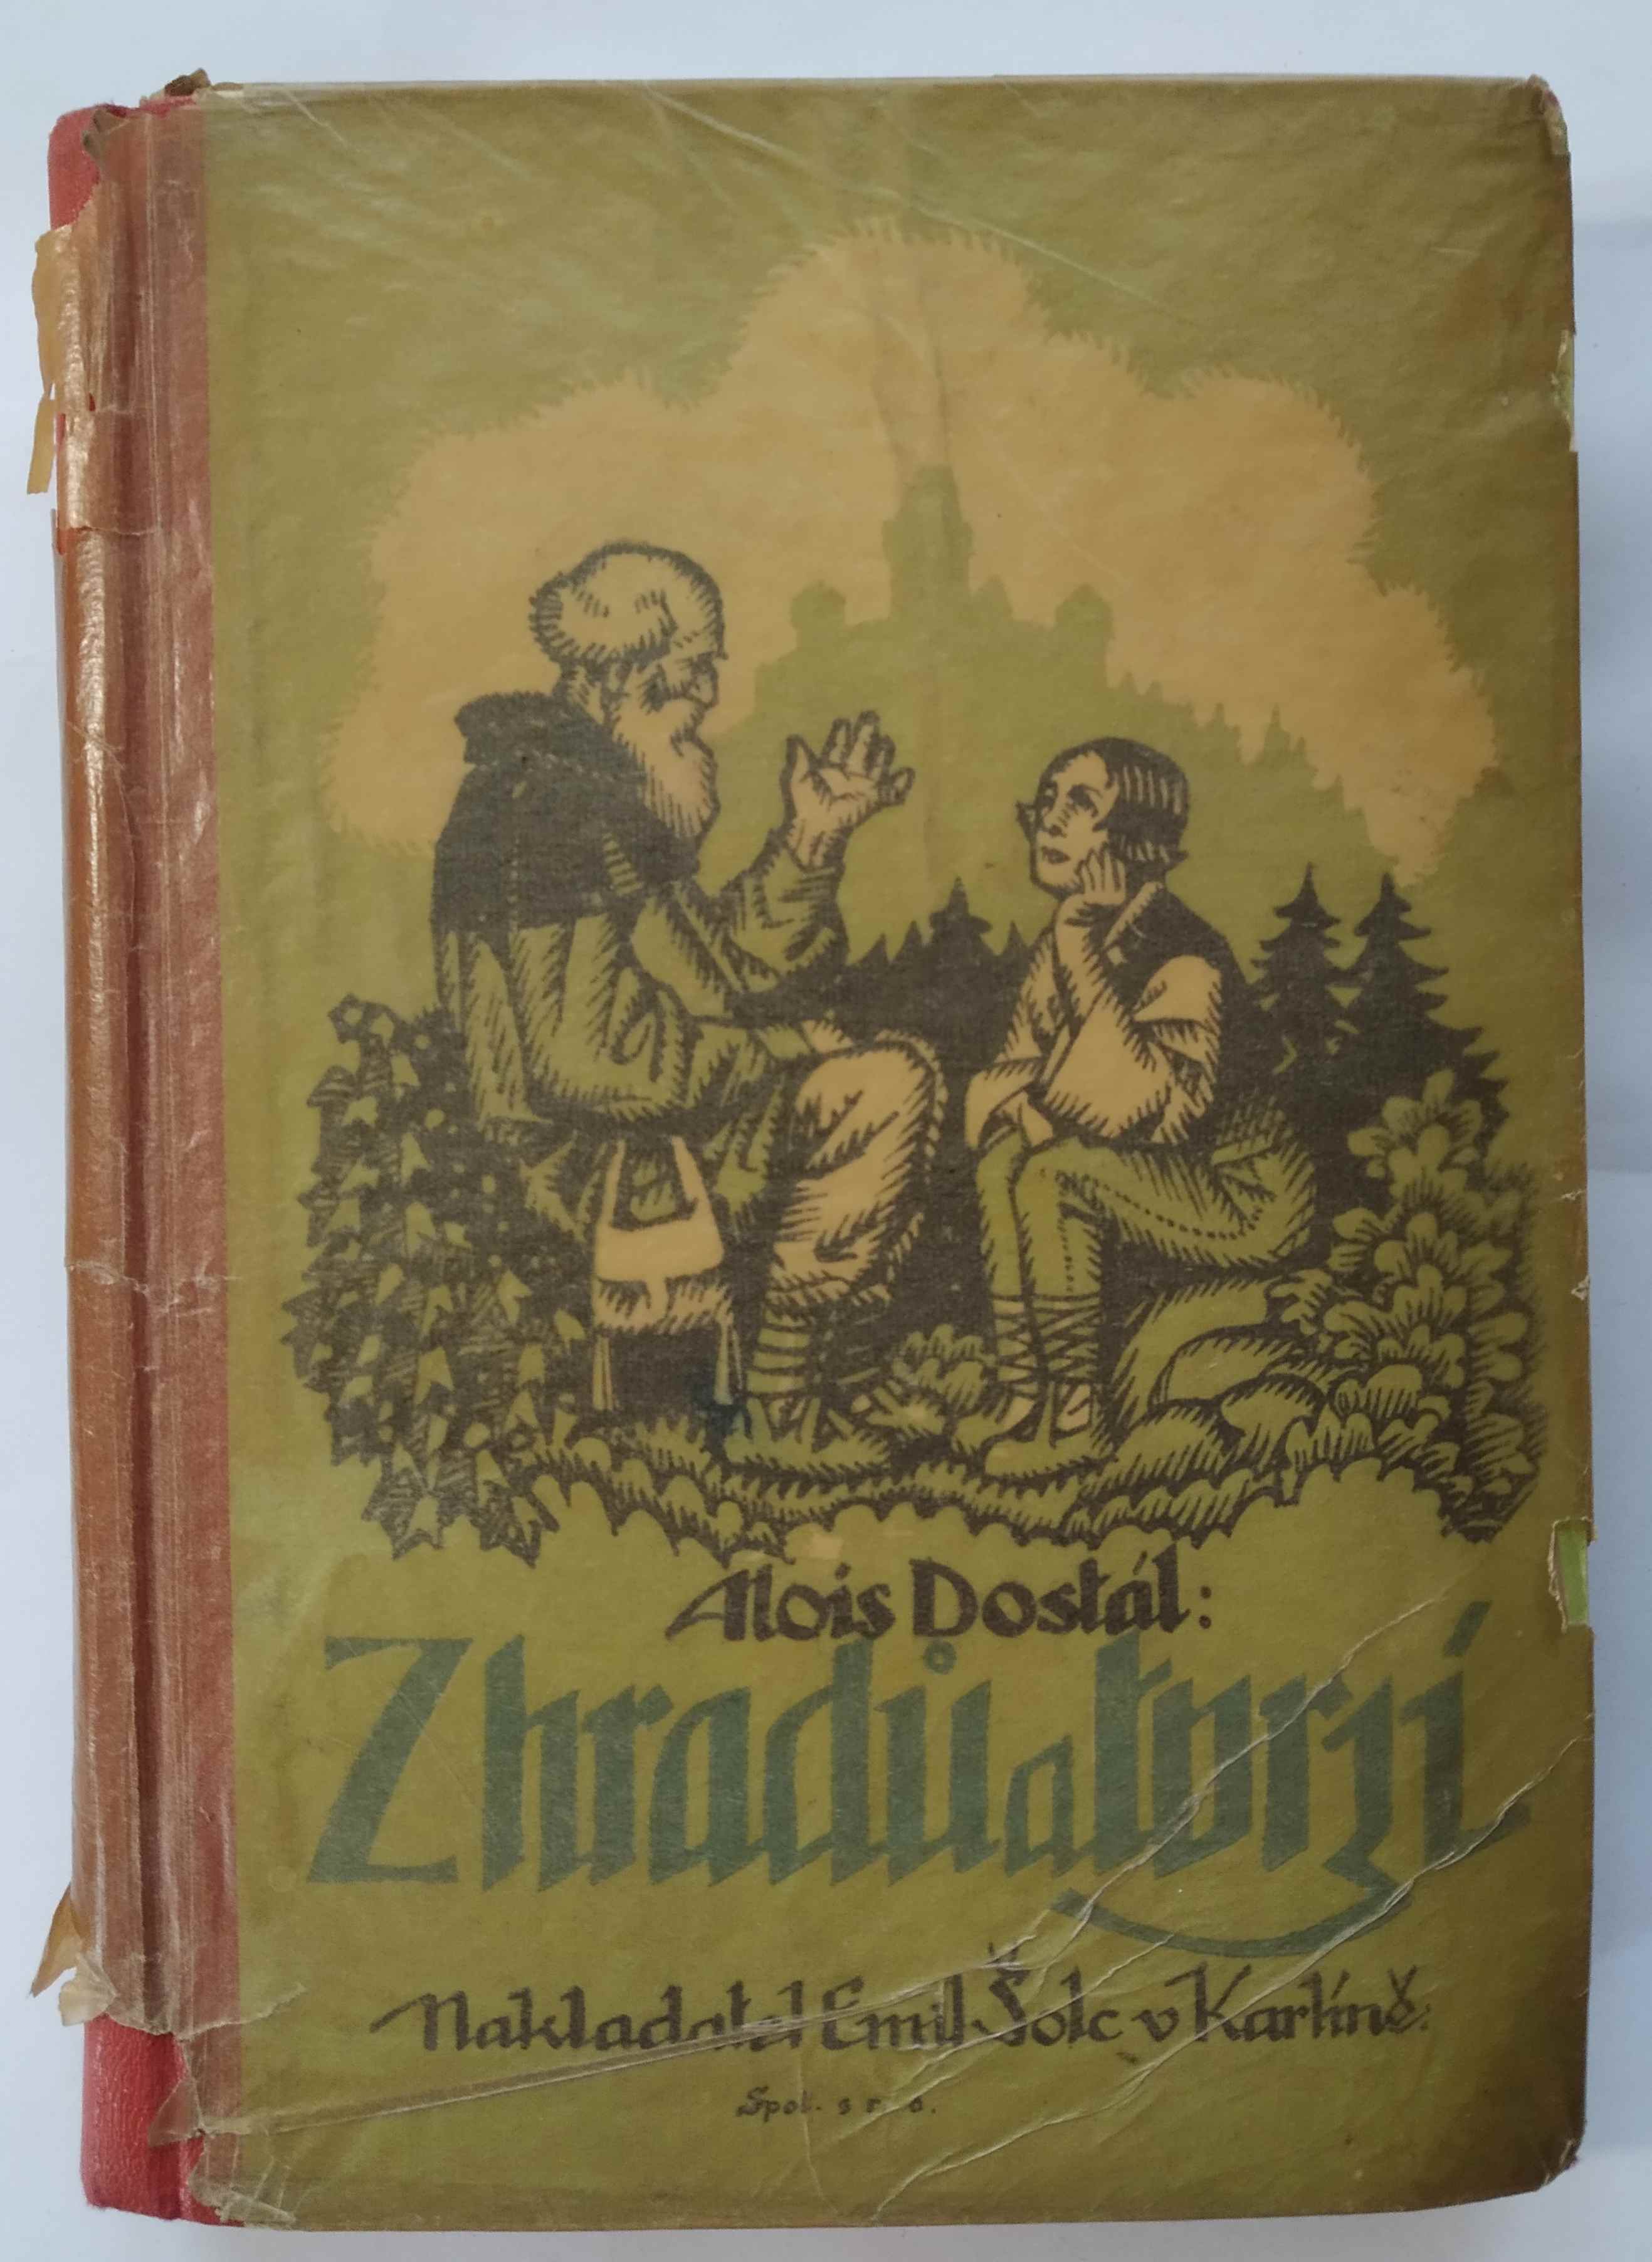 Alois Dostál:
Z hradů a tvrzí
Nakladatel Emil Šolc v Karlíně.
Spol. s r. o.